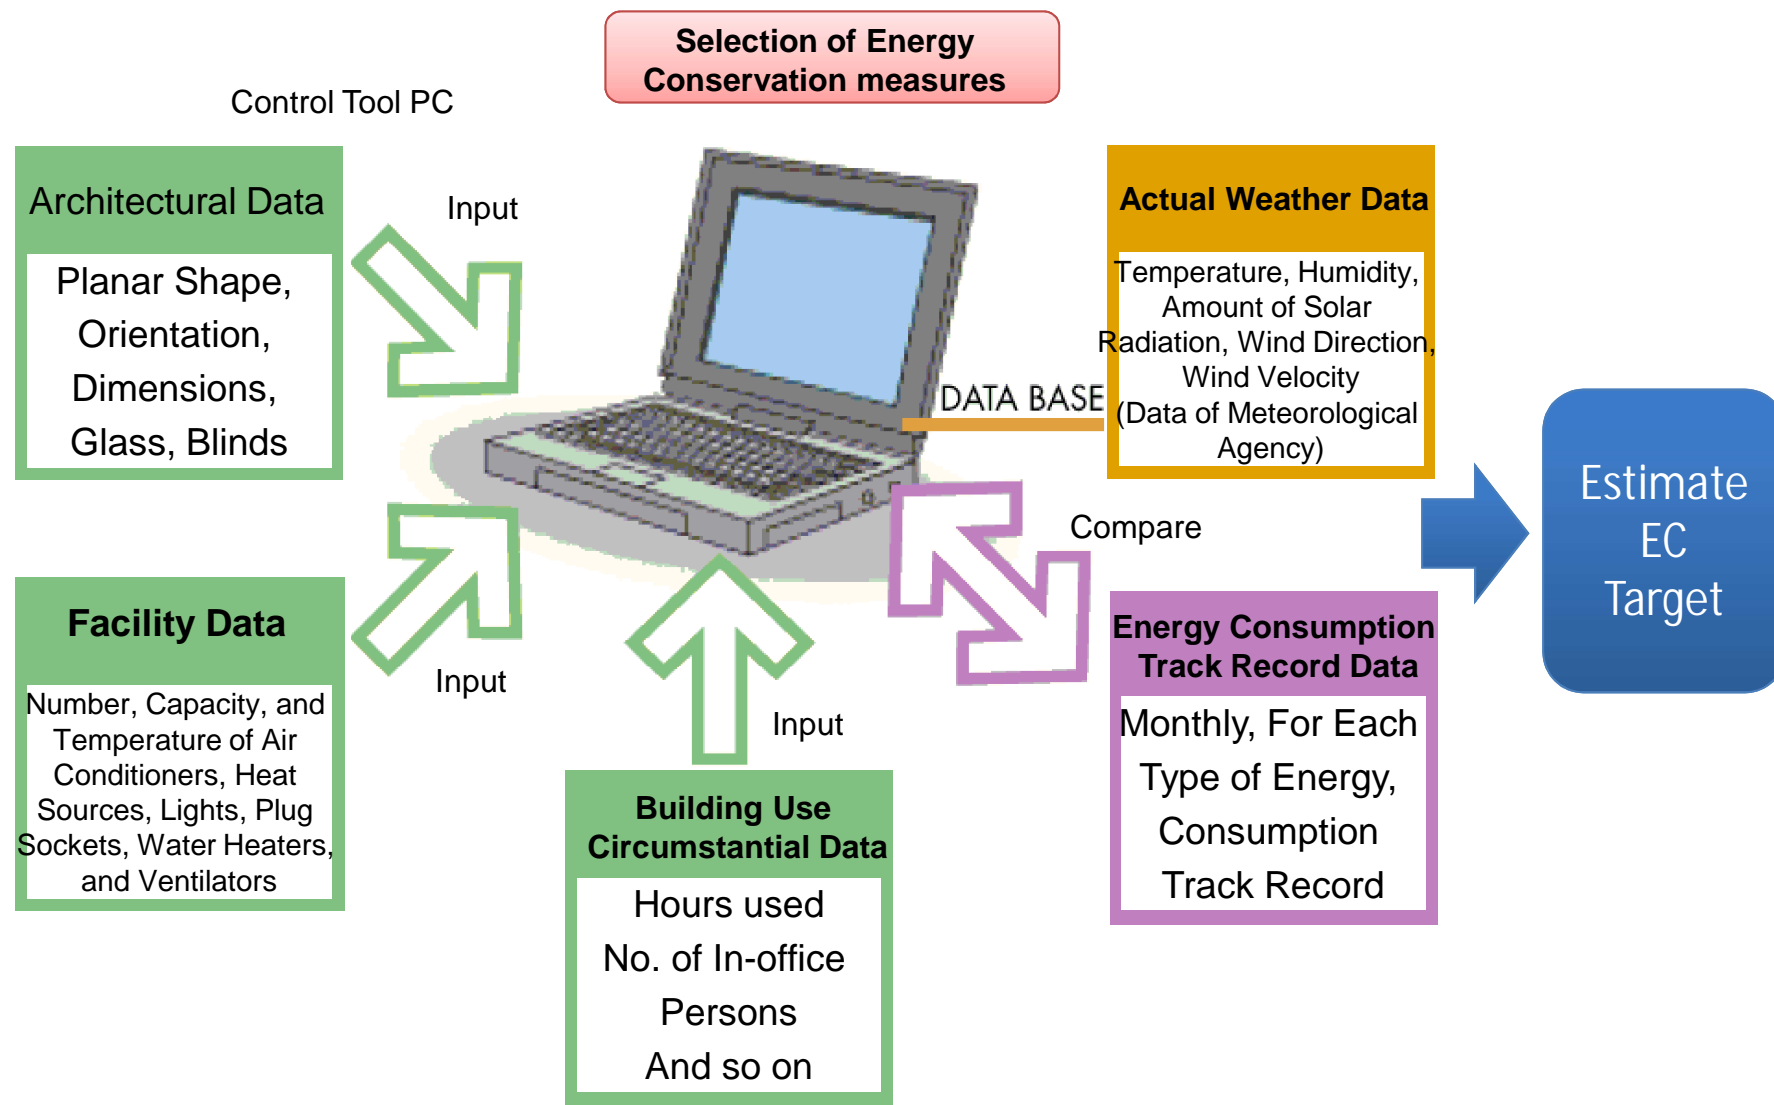 Selection of Energy
Conservation measures
Control Tool PC
Architectural Data
Planar Shape,
Orientation,
Dimensions,
Glass, Blinds
Input
Actual Weather Data
Temperature, Humidity,
Amount of Solar
Radiation, Wind Direction,
Wind Velocity
(Data of Meteorological
Agency)
DATA BASE
Estimate
EC
Target
Compare
Facility Data
Number, Capacity, and
Temperature of Air
Conditioners, Heat
Sources, Lights, Plug
Sockets, Water Heaters,
and Ventilators
Input
Input
Building Use
Circumstantial Data
Hours used
No. of In-office
Persons
And so on
Energy Consumption
Track Record Data
Monthly, For Each
Type of Energy,
Consumption
Track Record